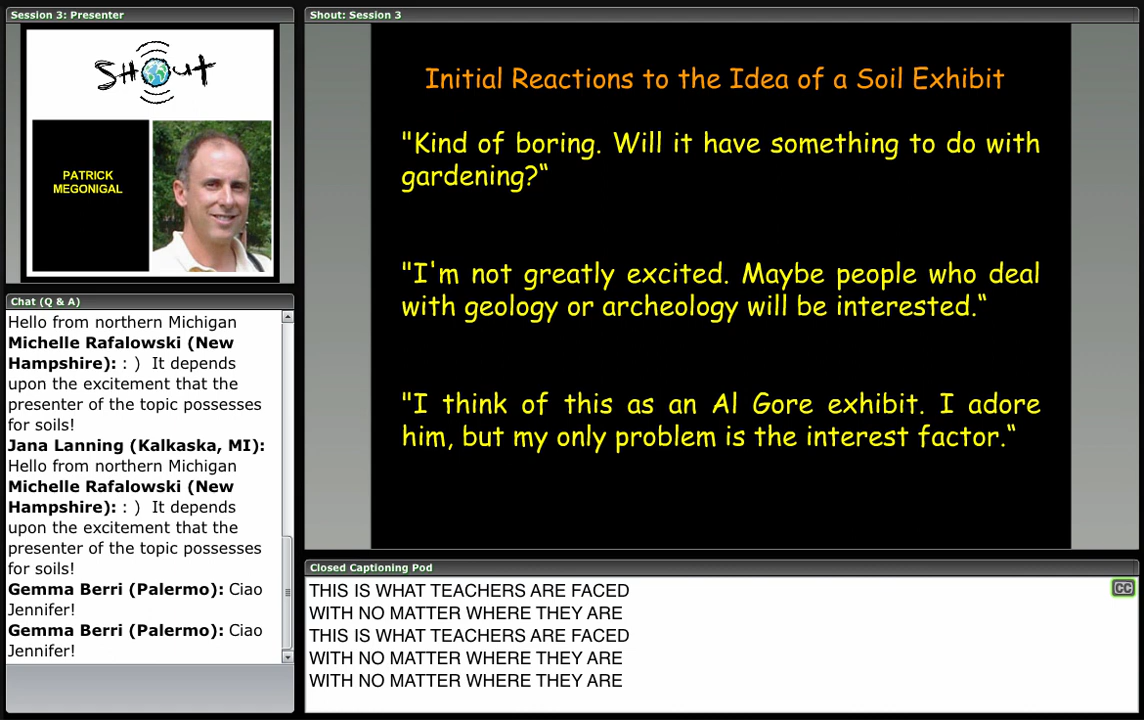 Session 3: Presenter
SHOUT
PATRICK
MEGONIGAL
Chat (Q & A)
Hello from northern Michigan
Michelle Rafalowski (New
Hampshire): : )  It depends
upon the excitement that the
presenter of the topic possesses
for soils!
Jana Lanning (Kalkaska, MI):
Hello from northern Michigan
Michelle Rafalowski (New
Hampshire): : )  It depends
upon the excitement that the
presenter of the topic possesses
for soils!
Gemma Berri (Palermo): Ciao
Jennifer!
Gemma Berri (Palermo): Ciao
Jennifer!
Shout: Session 3
Initial Reactions to the Idea of a Soil Exhibit
"Kind of boring. Will it have something to do with
gardening?“
"I'm not greatly excited. Maybe people who deal
with geology or archeology will be interested.“
"I think of this as an Al Gore exhibit. I adore
him, but my only problem is the interest factor.“
Closed Captioning Pod
CC
THIS IS WHAT TEACHERS ARE FACED
WITH NO MATTER WHERE THEY ARE
THIS IS WHAT TEACHERS ARE FACED
WITH NO MATTER WHERE THEY ARE
WITH NO MATTER WHERE THEY ARE